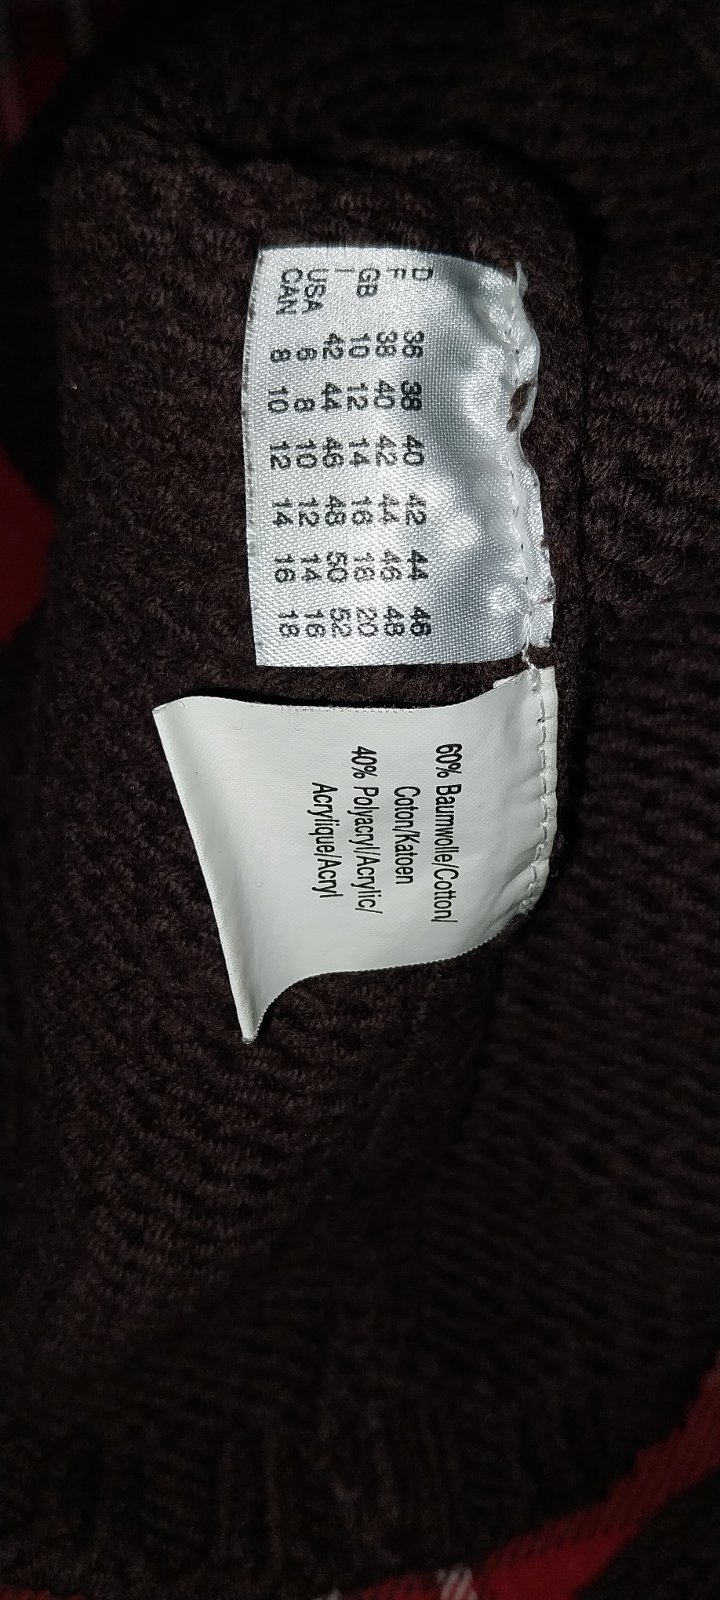 D 36 38 40 42 44 46
F 38 40 42 44 46 48
GB 10 12 14 16 18 20
I 42 44 46 48 50 52
USA 6 8 10 12 14 16
CAN 8 10 12 14 16 18
60% Baumwolle/Cotton/
Coton/Katoen
40% Polyacryl/Acrylic/
Acrylique/Acryl